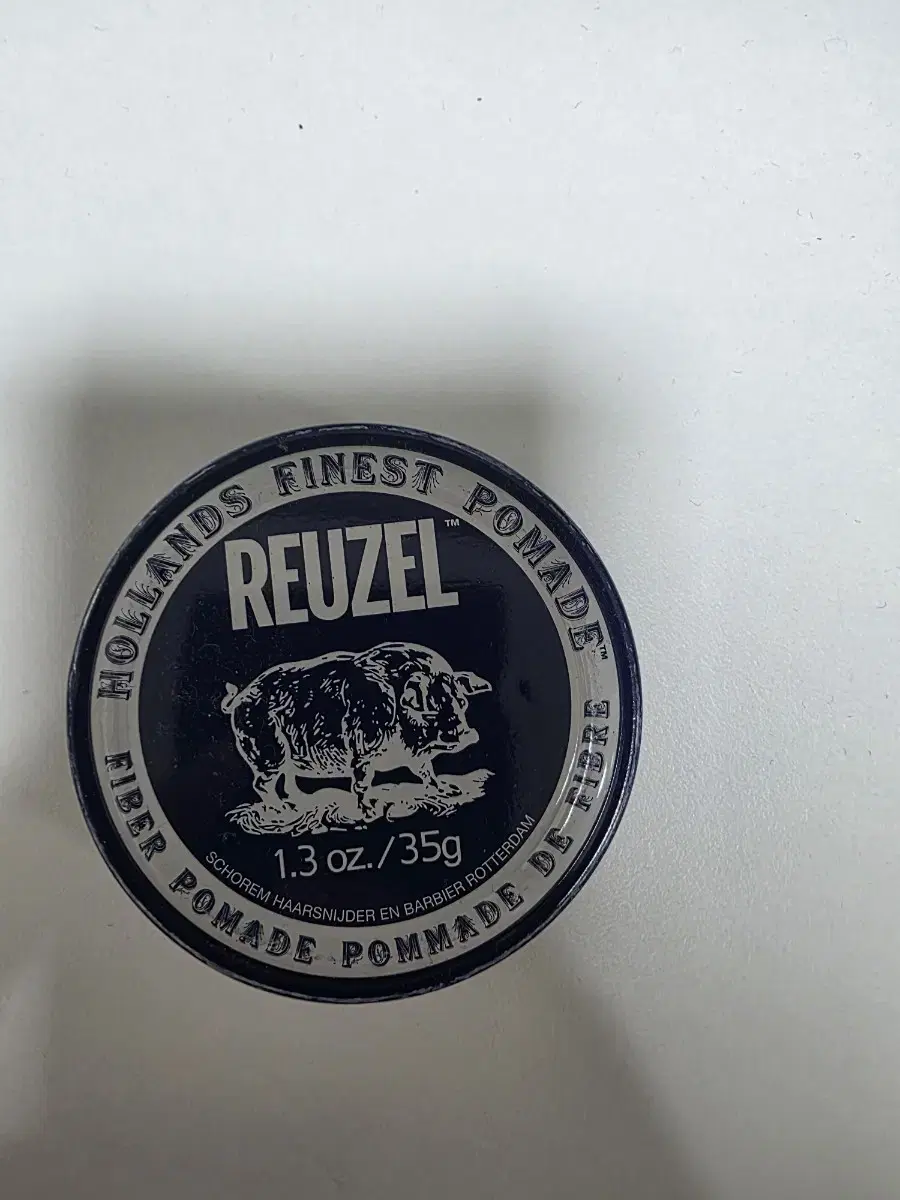 HOLLANDS FINEST POMADE™
REUZEL™
1.3 oz./35g
SCHOREM HAARSNIJDER EN BARBIER ROTTERDAM
FIBER POMADE POMMADE DE FIBRE